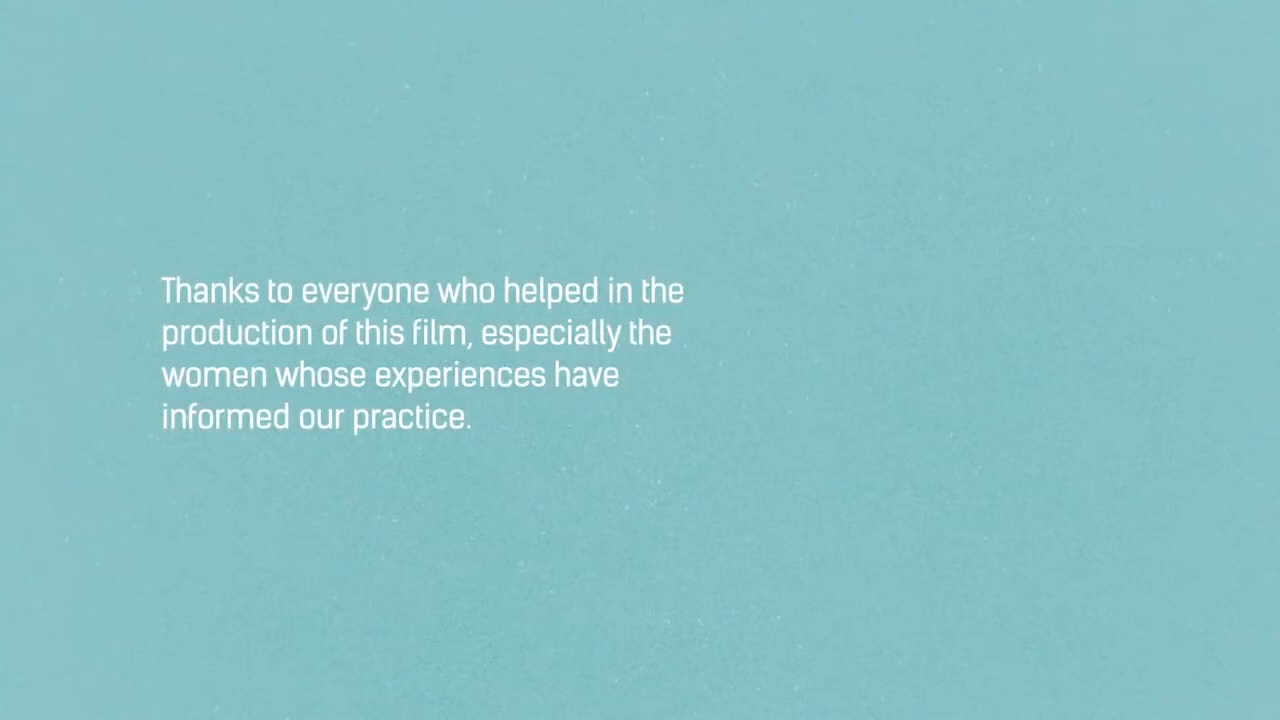 Thanks to everyone who helped in the
production of this film, especially the
women whose experiences have
informed our practice.